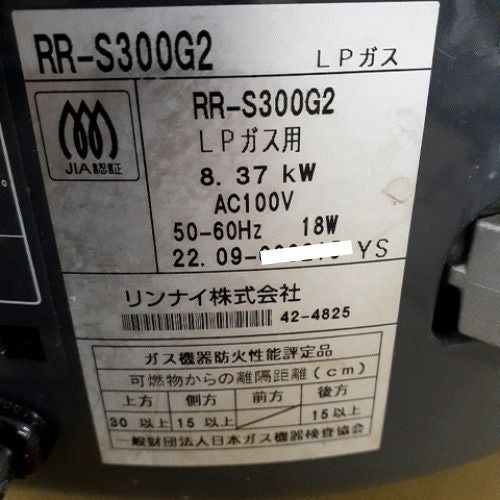 RR-S300G2 LPガス
RR-S300G2
LPガス用
8.37 kW
JIA認証
AC100V
50-60Hz 18W
22.09- YS
リンナイ株式会社
42-4825
ガス機器防火性能評定品
可燃物からの離隔距離(cm)
上方 側方 前方 後方
30 以上 15 以上 15 以上
一般財団法人日本ガス機器検査協会